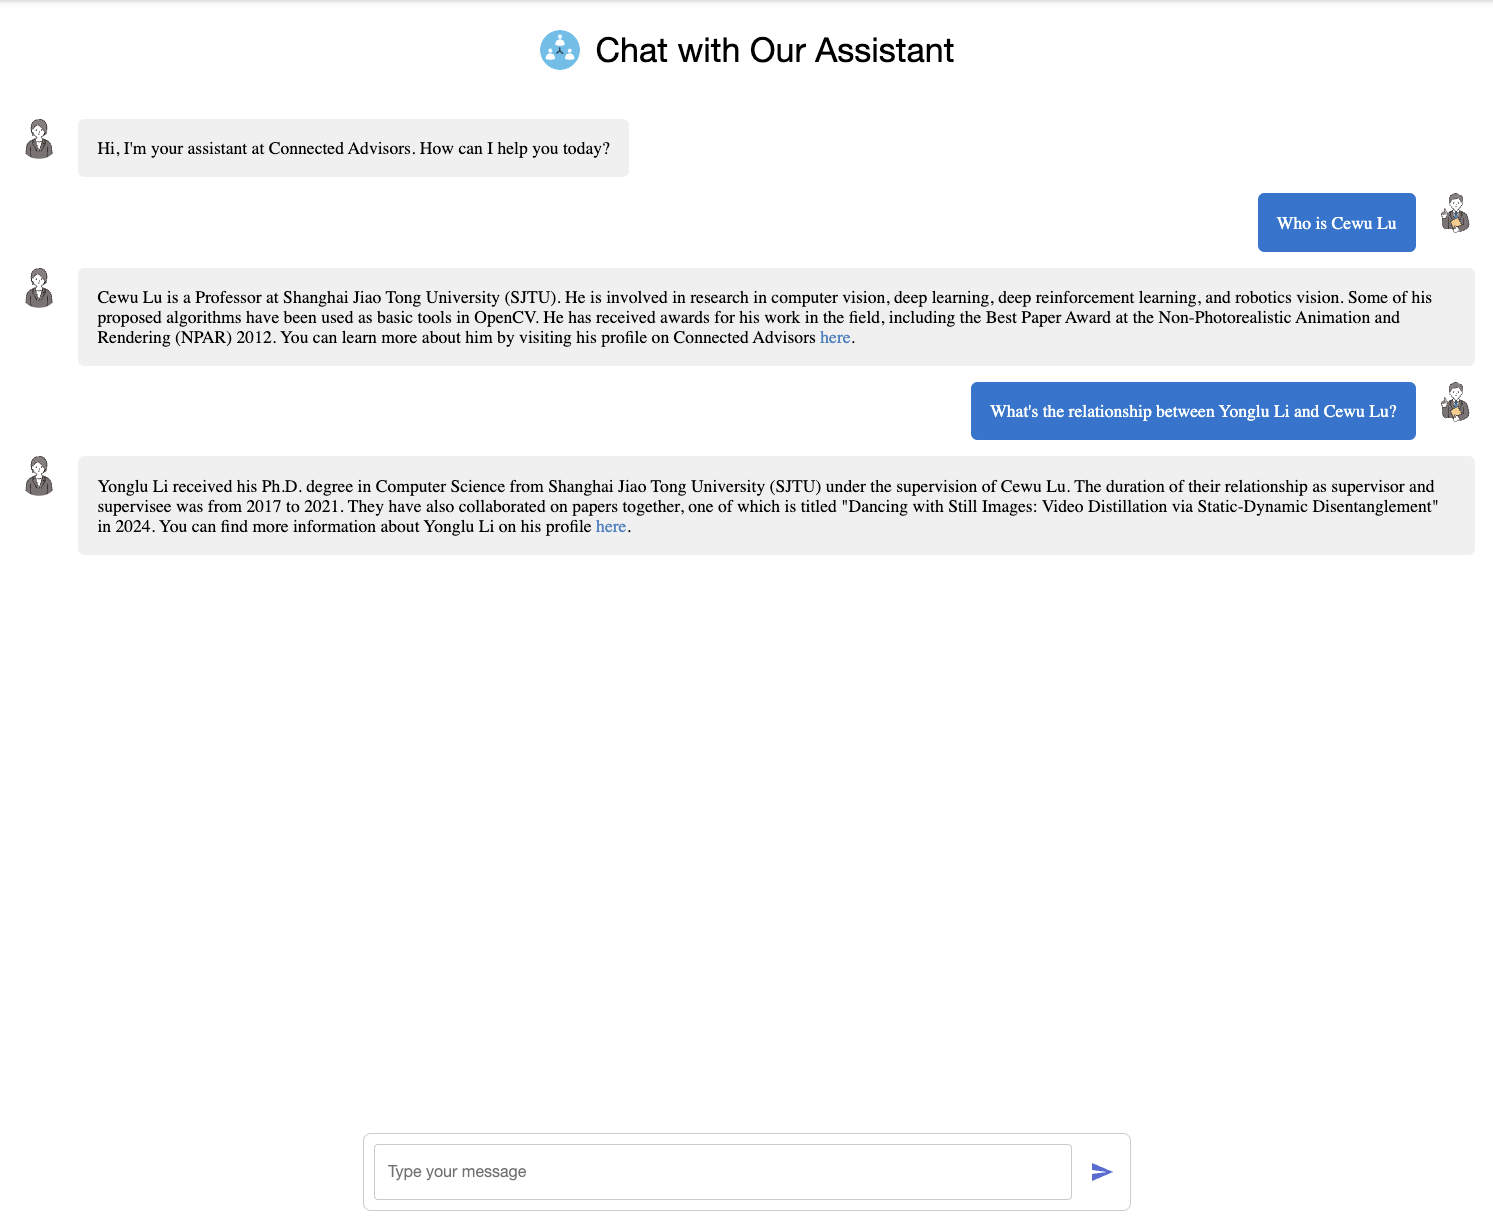 Chat with Our Assistant
Hi, I'm your assistant at Connected Advisors. How can I help you today?
Who is Cewu Lu
Cewu Lu is a Professor at Shanghai Jiao Tong University (SJTU). He is involved in research in computer vision, deep learning, deep reinforcement learning, and robotics vision. Some of his
proposed algorithms have been used as basic tools in OpenCV. He has received awards for his work in the field, including the Best Paper Award at the Non-Photorealistic Animation and
Rendering (NPAR) 2012. You can learn more about him by visiting his profile on Connected Advisors here.
What's the relationship between Yonglu Li and Cewu Lu?
Yonglu Li received his Ph.D. degree in Computer Science from Shanghai Jiao Tong University (SJTU) under the supervision of Cewu Lu. The duration of their relationship as supervisor and
supervisee was from 2017 to 2021. They have also collaborated on papers together, one of which is titled "Dancing with Still Images: Video Distillation via Static-Dynamic Disentanglement"
in 2024. You can find more information about Yonglu Li on his profile here.
Type your message